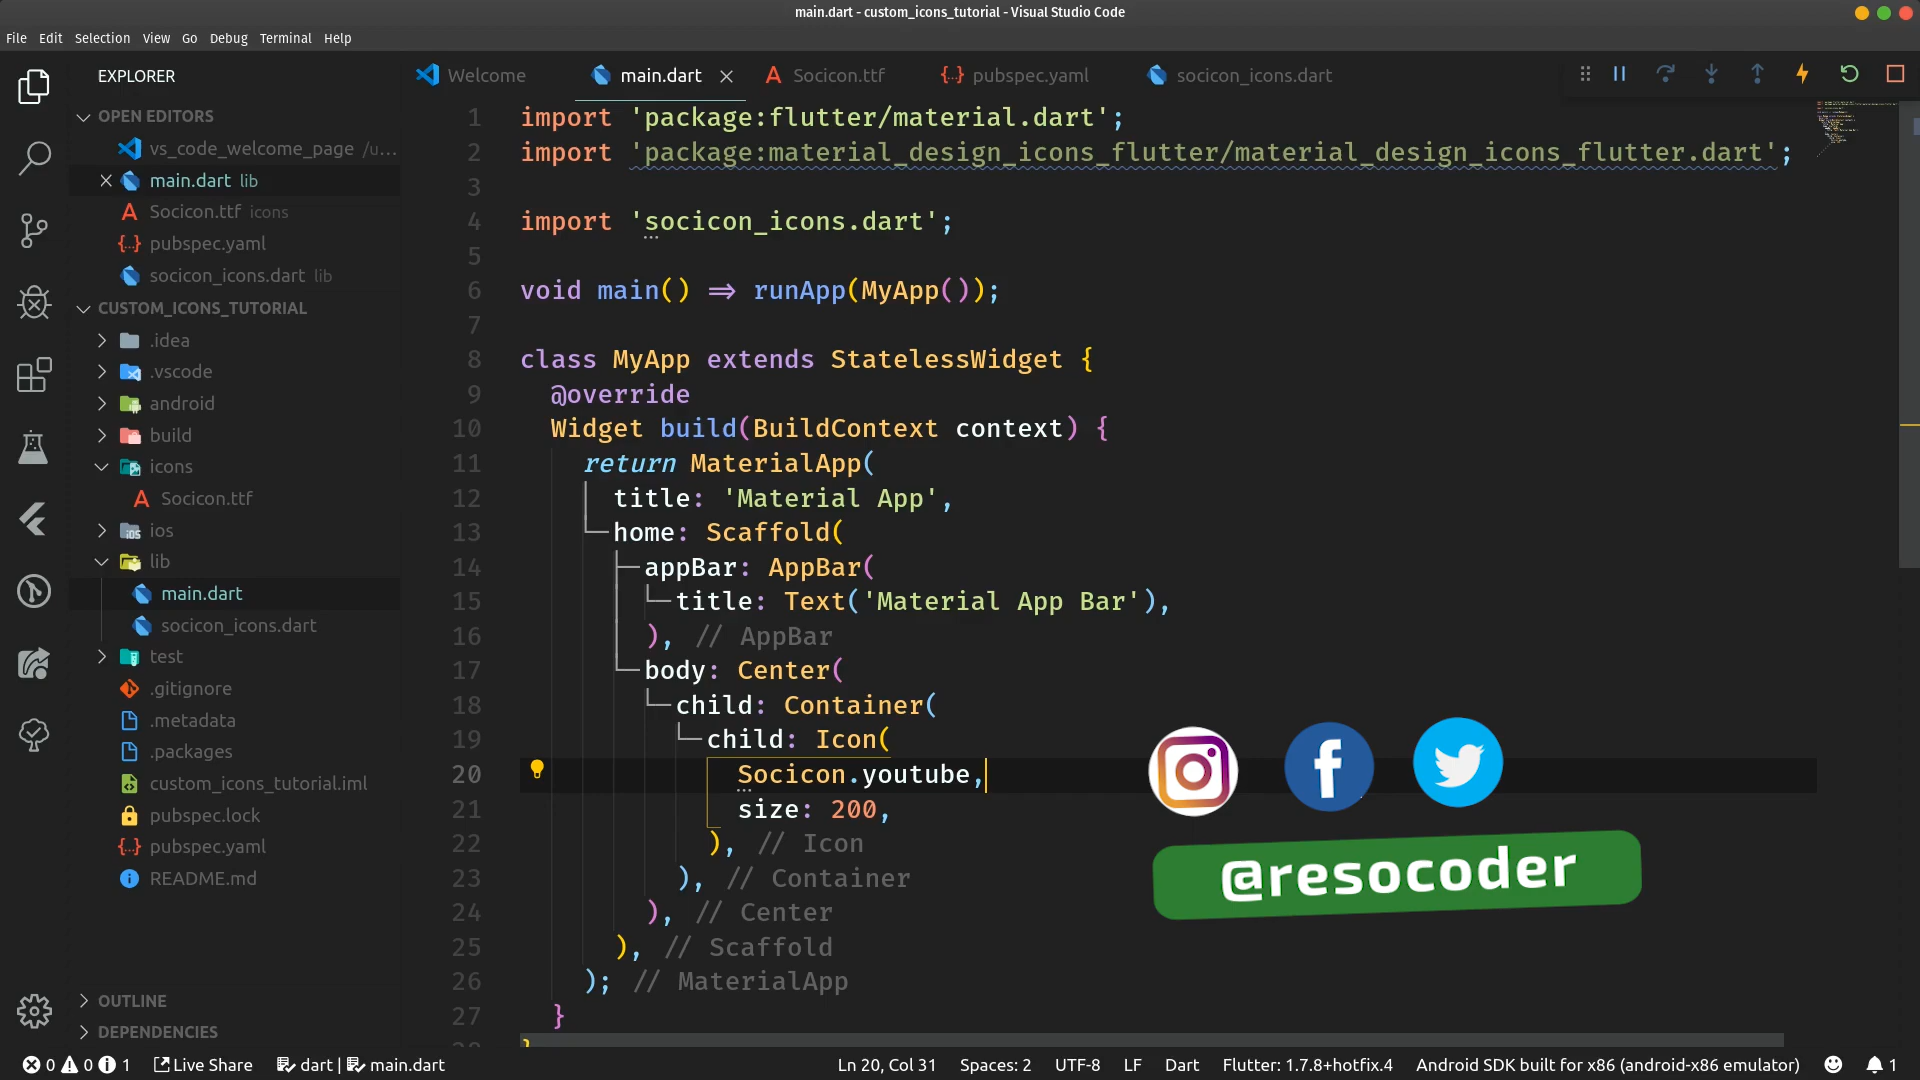 main.dart - custom_icons_tutorial - Visual Studio Code
File Edit Selection View Go Debug Terminal Help
EXPLORER
OPEN EDITORS
vs_code_welcome_page /u...
main.dart lib
Socicon.ttf icons
pubspec.yaml
socicon_icons.dart lib
CUSTOM_ICONS_TUTORIAL
.idea
.vscode
android
build
icons
Socicon.ttf
ios
lib
main.dart
socicon_icons.dart
test
.gitignore
.metadata
.packages
custom_icons_tutorial.iml
pubspec.lock
pubspec.yaml
README.md
OUTLINE
DEPENDENCIES
Welcome main.dart Socicon.ttf pubspec.yaml socicon_icons.dart
1 import 'package:flutter/material.dart';
2 import 'package:material_design_icons_flutter/material_design_icons_flutter.dart';
3
4 import 'socicon_icons.dart';
5
6 void main() => runApp(MyApp());
7
8 class MyApp extends StatelessWidget {
9 @override
10 Widget build(BuildContext context) {
11 return MaterialApp(
12 title: 'Material App',
13 home: Scaffold(
14 appBar: AppBar(
15 title: Text('Material App Bar'),
16 ), // AppBar
17 body: Center(
18 child: Container(
19 child: Icon(
20 Socicon.youtube,
21 size: 200,
22 ), // Icon
23 ), // Container
24 ), // Center
25 ), // Scaffold
26 ); // MaterialApp
27 }
@resocoder
0 0 1 Live Share dart | main.dart Ln 20, Col 31 Spaces: 2 UTF-8 LF Dart Flutter: 1.7.8+hotfix.4 Android SDK built for x86 (android-x86 emulator) 1